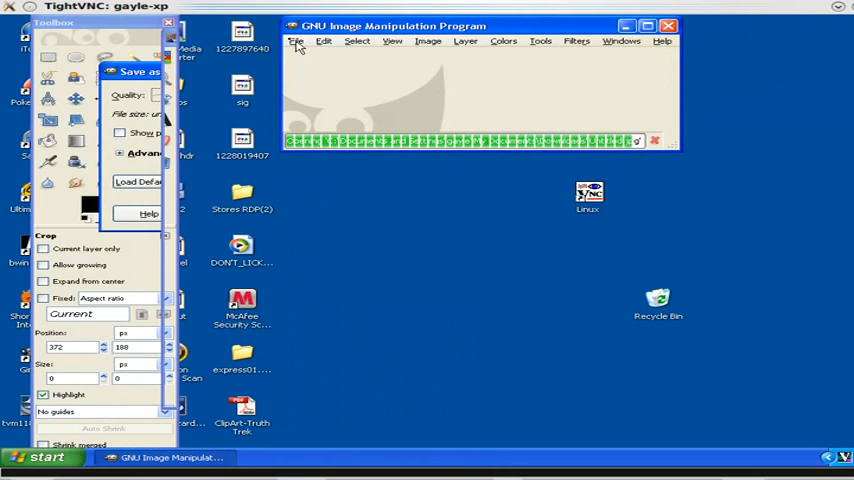 TightVNC: gayle-xp
Toolbox
GNU Image Manipulation Program
File Edit Select View Image Layer Colors Tools Filters Windows Help
Save as
Quality:
File size:
Show
Load
Help
1227897640
sig
1228019407
Stores RDP(2)
DON'T_LICK...
McAfee
Security Sc...
express01....
ClipArt-Truth
Trek
Linux
Recycle Bin
Crop
Current layer only
Allow growing
Expand from center
Fixed: Aspect ratio
Current
Position:
px
372
188
Size:
px
0
0
Highlight
No guides
Auto Shrink
Shrink merged
start
GNU Image Manipulat...